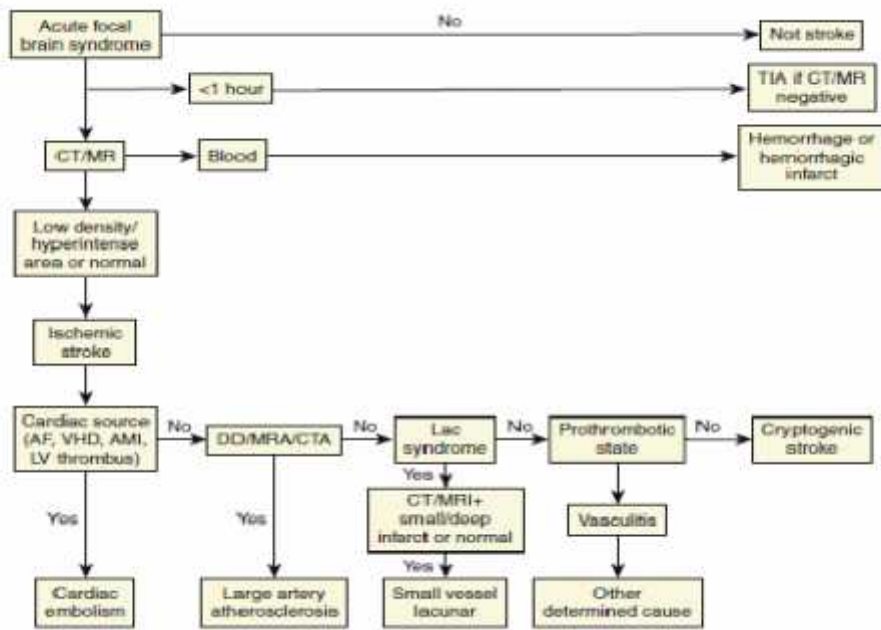 Acute focal
brain syndrome
No
Not stroke
<1 hour
TIA if CT/MR
negative
CT/MR
Blood
Hemorrhage or
hemorrhagic
infarct
Low density/
hyperintense
area or normal
Ischemic
stroke
Cardiac source
(AF, VHD, AMI,
LV thrombus)
No
DD/MRA/CTA
No
Lac
syndrome
No
Prothrombotic
state
No
Cryptogenic
stroke
Yes
CT/MRI+
small/deep
infarct or normal
Vasculitis
Yes
Yes
Yes
Cardiac
embolism
Large artery
atherosclerosis
Small vessel
lacunar
Other
determined cause